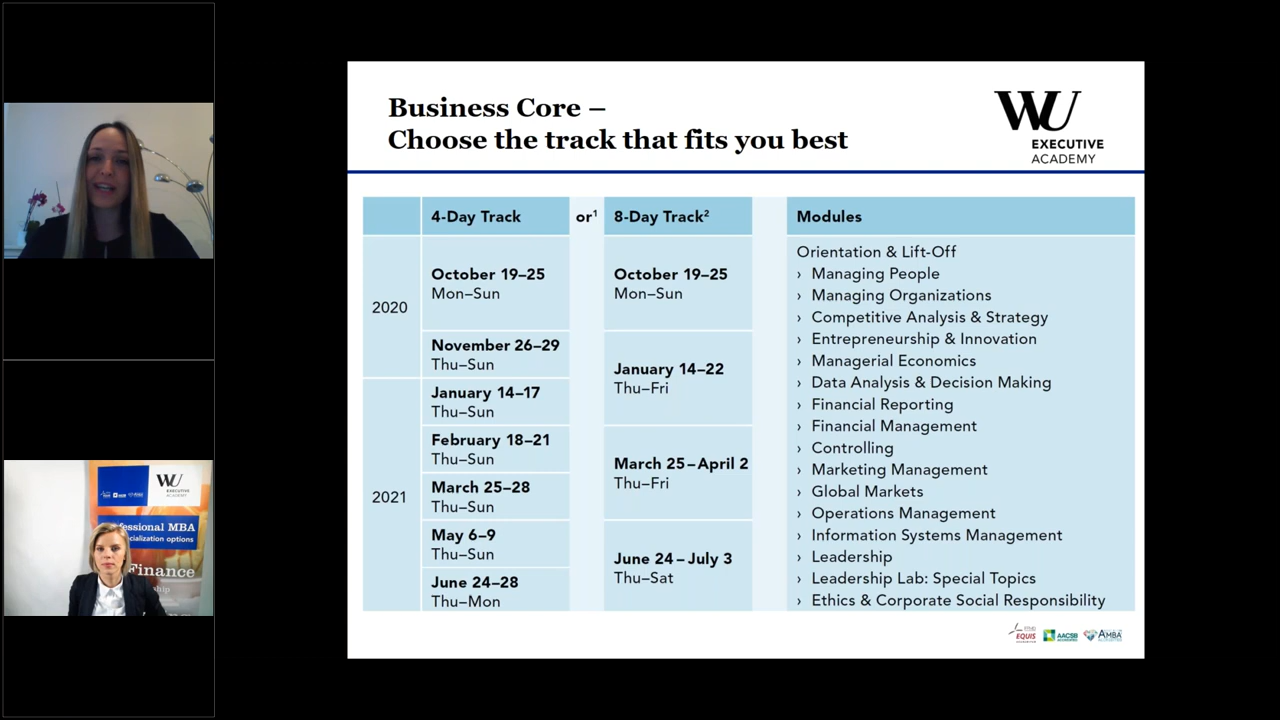 Business Core –
Choose the track that fits you best
WU
EXECUTIVE
ACADEMY
4-Day Track
or¹
8-Day Track²
Modules
2020
October 19–25
Mon–Sun
November 26–29
Thu–Sun
2021
January 14–17
Thu–Sun
February 18–21
Thu–Sun
March 25–28
Thu–Sun
May 6–9
Thu–Sun
June 24–28
Thu–Mon
October 19–25
Mon–Sun
January 14–22
Thu–Fri
March 25–April 2
Thu–Fri
June 24–July 3
Thu–Sat
Orientation & Lift-Off
› Managing People
› Managing Organizations
› Competitive Analysis & Strategy
› Entrepreneurship & Innovation
› Managerial Economics
› Data Analysis & Decision Making
› Financial Reporting
› Financial Management
› Controlling
› Marketing Management
› Global Markets
› Operations Management
› Information Systems Management
› Leadership
› Leadership Lab: Special Topics
› Ethics & Corporate Social Responsibility
EQUIS
AACSB
AMBA
WU
EXECUTIVE
ACADEMY
MBA
options
Finance